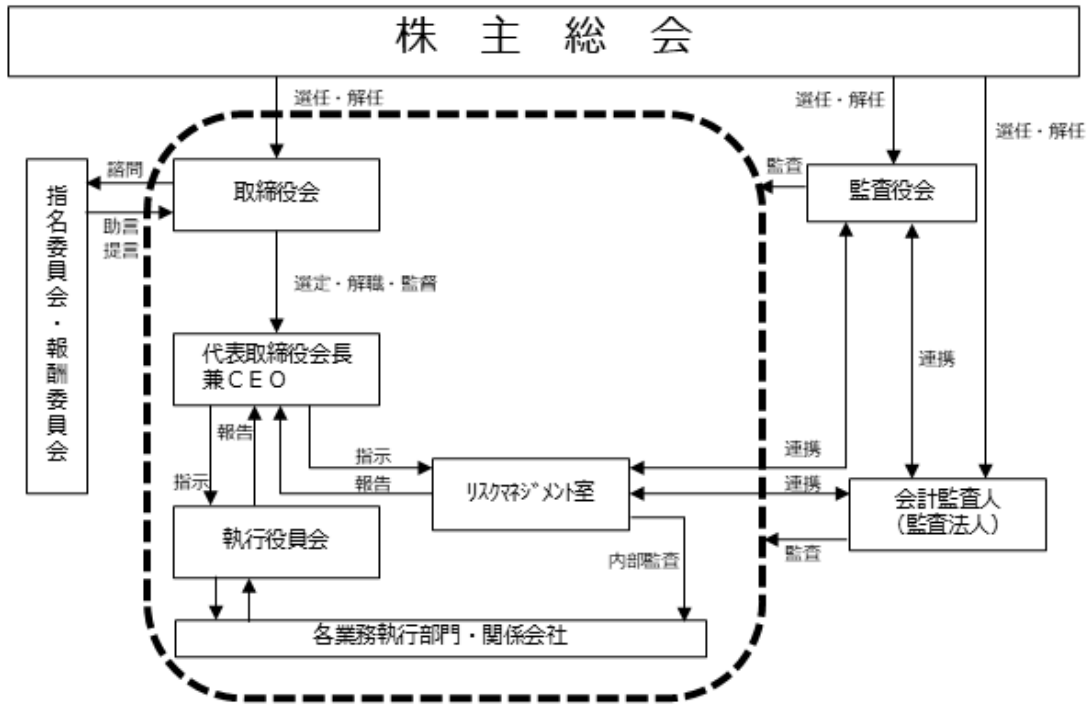 株 主 総 会
選任・解任
選任・解任
選任・解任
諮問
助言
提言
指名委員会・報酬委員会
取締役会
監査
監査役会
選定・解職・監督
代表取締役会長
兼CEO
連携
報告
指示
指示
報告
リスクマネジメント室
連携
連携
会計監査人
（監査法人）
執行役員会
内部監査
監査
各業務執行部門・関係会社